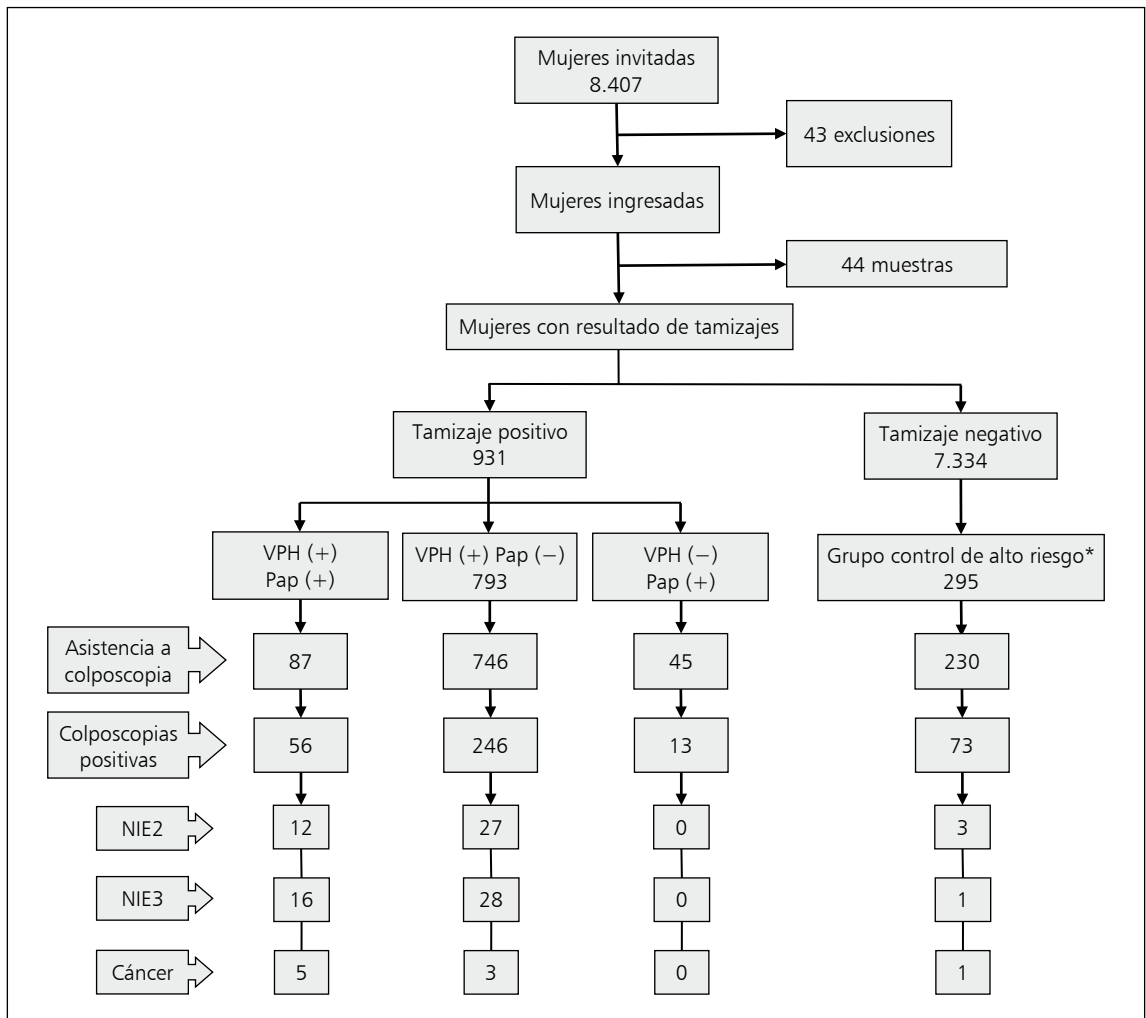 Mujeres invitadas
8.407
43 exclusiones
Mujeres ingresadas
44 muestras
Mujeres con resultado de tamizajes
Tamizaje positivo
931
Tamizaje negativo
7.334
VPH (+)
Pap (+)
VPH (+) Pap (−)
793
VPH (−)
Pap (+)
Grupo control de alto riesgo*
295
Asistencia a
colposcopia
87
746
45
230
Colposcopias
positivas
56
246
13
73
NIE2
12
27
0
3
NIE3
16
28
0
1
Cáncer
5
3
0
1